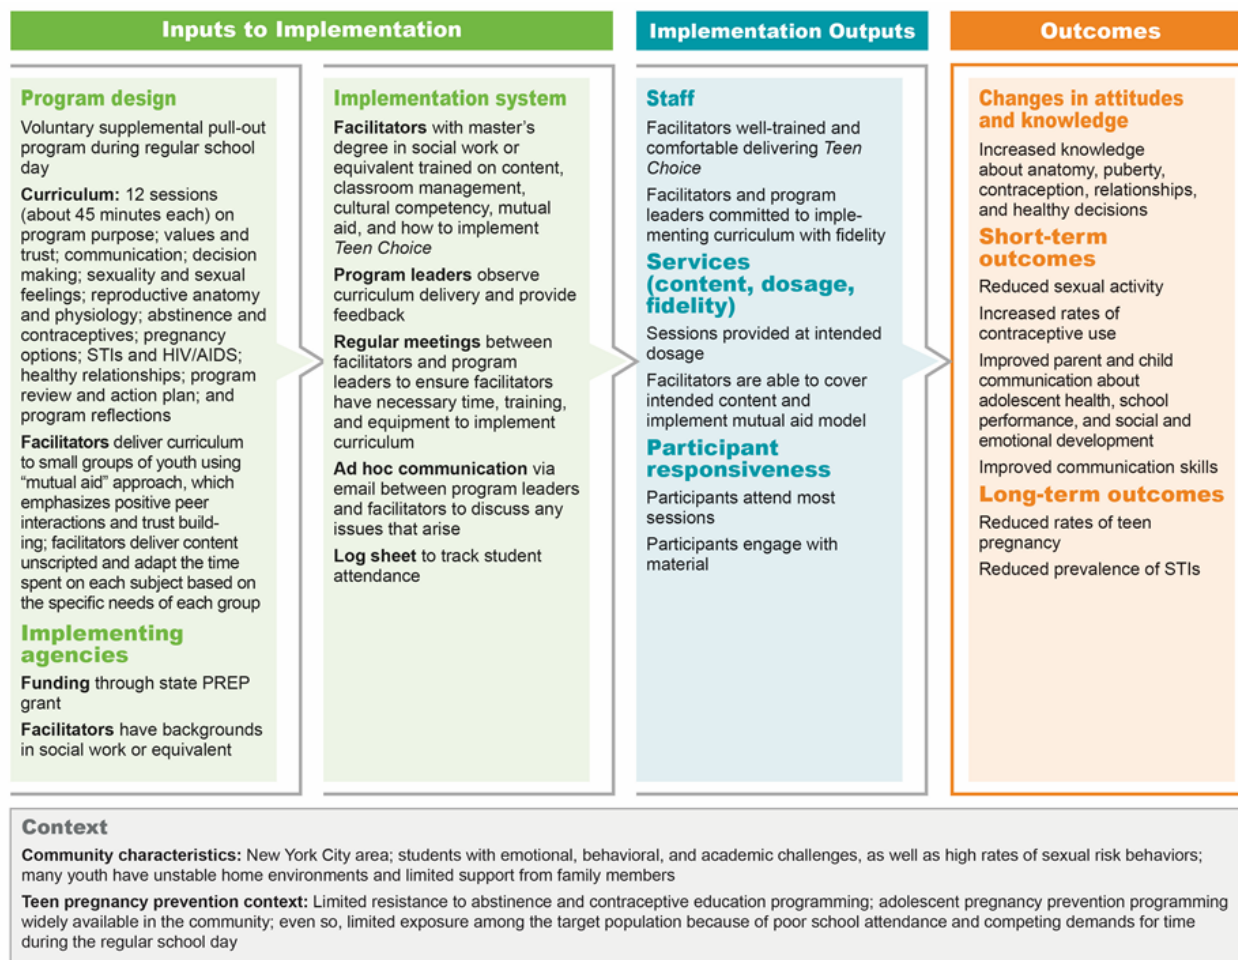 Inputs to Implementation
Implementation Outputs
Outcomes
Program design
Voluntary supplemental pull-out
program during regular school
day
Curriculum: 12 sessions
(about 45 minutes each) on
program purpose; values and
trust; communication; decision
making; sexuality and sexual
feelings; reproductive anatomy
and physiology; abstinence and
contraceptives; pregnancy
options; STIs and HIV/AIDS;
healthy relationships; program
review and action plan; and
program reflections
Facilitators deliver curriculum
to small groups of youth using
“mutual aid” approach, which
emphasizes positive peer
interactions and trust build-
ing; facilitators deliver content
unscripted and adapt the time
spent on each subject based on
the specific needs of each group
Implementing
agencies
Funding through state PREP
grant
Facilitators have backgrounds
in social work or equivalent
Implementation system
Facilitators with master’s
degree in social work or
equivalent trained on content,
classroom management,
cultural competency, mutual
aid, and how to implement
Teen Choice
Program leaders observe
curriculum delivery and provide
feedback
Regular meetings between
facilitators and program
leaders to ensure facilitators
have necessary time, training,
and equipment to implement
curriculum
Ad hoc communication via
email between program leaders
and facilitators to discuss any
issues that arise
Log sheet to track student
attendance
Staff
Facilitators well-trained and
comfortable delivering Teen
Choice
Facilitators and program
leaders committed to imple-
menting curriculum with fidelity
Services
(content, dosage,
fidelity)
Sessions provided at intended
dosage
Facilitators are able to cover
intended content and
implement mutual aid model
Participant
responsiveness
Participants attend most
sessions
Participants engage with
material
Changes in attitudes
and knowledge
Increased knowledge
about anatomy, puberty,
contraception, relationships,
and healthy decisions
Short-term
outcomes
Reduced sexual activity
Increased rates of
contraceptive use
Improved parent and child
communication about
adolescent health, school
performance, and social and
emotional development
Improved communication skills
Long-term outcomes
Reduced rates of teen
pregnancy
Reduced prevalence of STIs
Context
Community characteristics: New York City area; students with emotional, behavioral, and academic challenges, as well as high rates of sexual risk behaviors;
many youth have unstable home environments and limited support from family members
Teen pregnancy prevention context: Limited resistance to abstinence and contraceptive education programming; adolescent pregnancy prevention programming
widely available in the community; even so, limited exposure among the target population because of poor school attendance and competing demands for time
during the regular school day